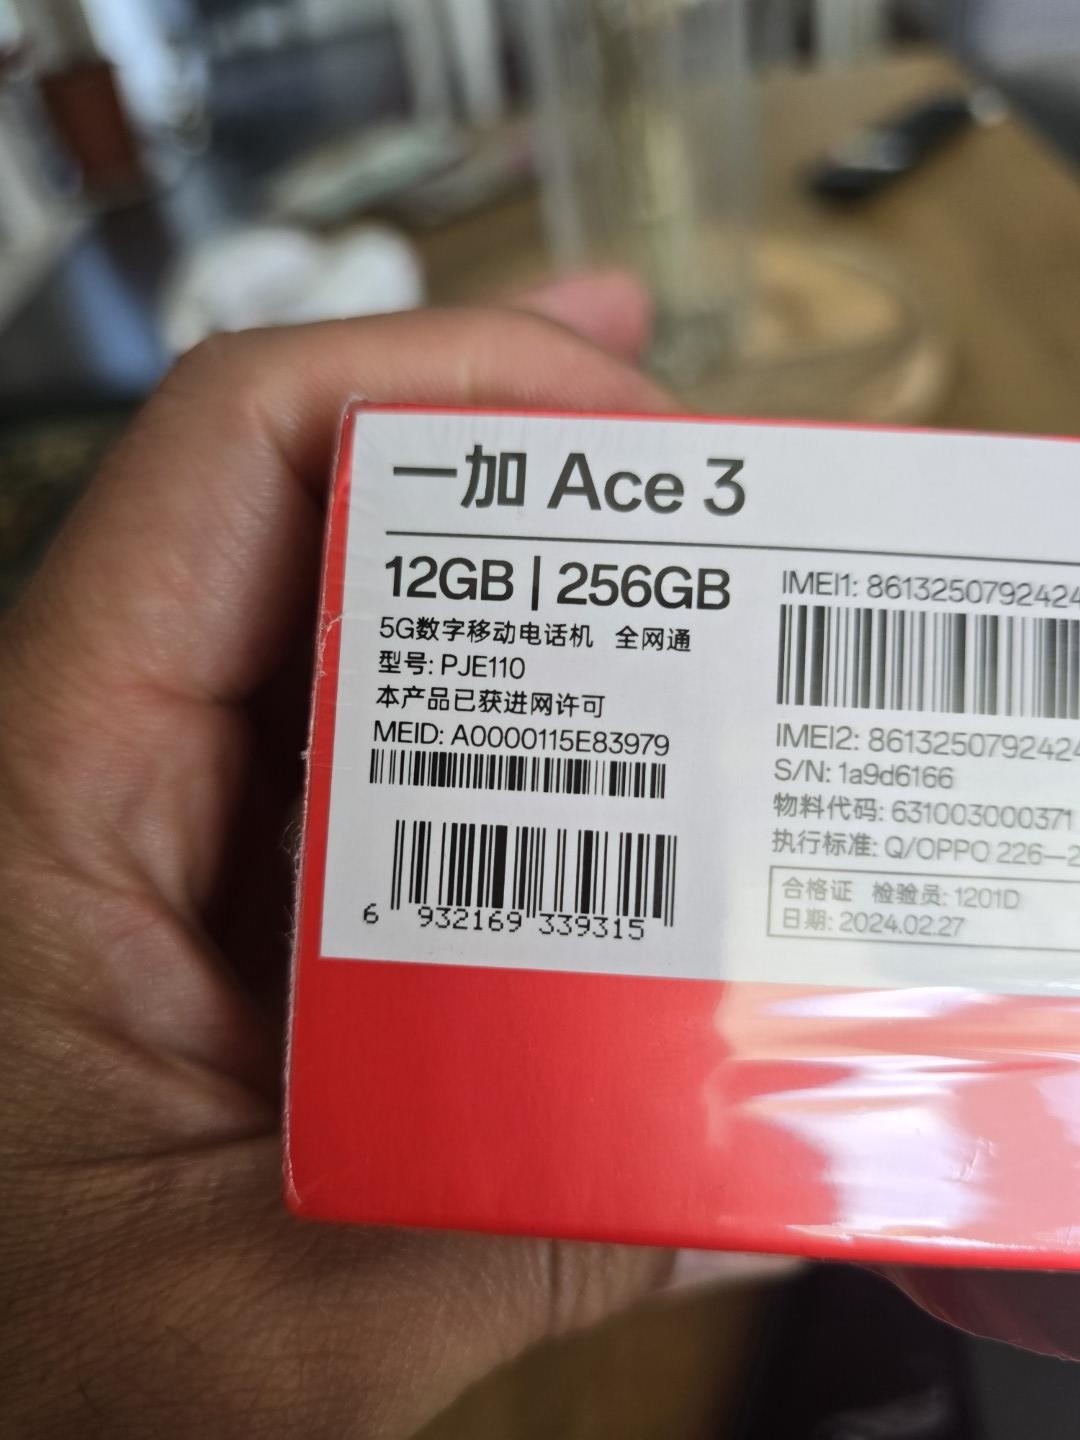 一加 Ace 3
12GB | 256GB
5G数字移动电话机 全网通
型号: PJE110
本产品已获进网许可
MEID: A0000115E83979
6 932169 339315
IMEI1: 8613250792424
IMEI2: 8613250792424
S/N: 1a9d6166
物料代码: 631003000371
执行标准: Q/OPPO 226—2
合格证 检验员: 1201D
日期: 2024.02.27